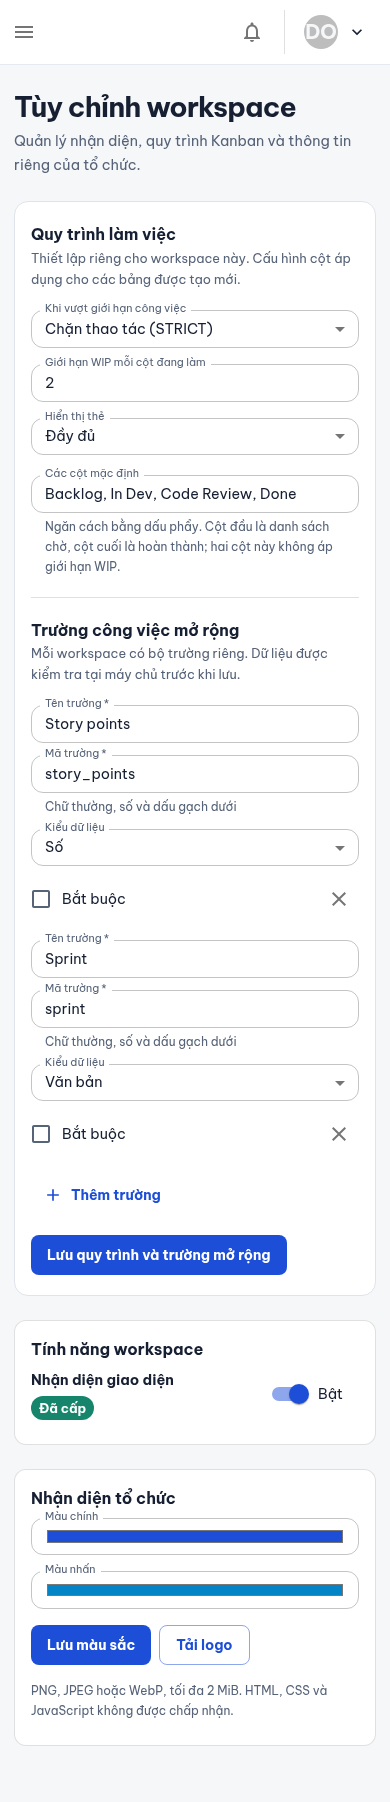 DO
Tùy chỉnh workspace
Quản lý nhận diện, quy trình Kanban và thông tin
riêng của tổ chức.
Quy trình làm việc
Thiết lập riêng cho workspace này. Cấu hình cột áp
dụng cho các bảng được tạo mới.
Khi vượt giới hạn công việc
Chặn thao tác (STRICT)
Giới hạn WIP mỗi cột đang làm
2
Hiển thị thẻ
Đầy đủ
Các cột mặc định
Backlog, In Dev, Code Review, Done
Ngăn cách bằng dấu phẩy. Cột đầu là danh sách
chờ, cột cuối là hoàn thành; hai cột này không áp
giới hạn WIP.
Trường công việc mở rộng
Mỗi workspace có bộ trường riêng. Dữ liệu được
kiểm tra tại máy chủ trước khi lưu.
Tên trường *
Story points
Mã trường *
story_points
Chữ thường, số và dấu gạch dưới
Kiểu dữ liệu
Số
Bắt buộc
Tên trường *
Sprint
Mã trường *
sprint
Chữ thường, số và dấu gạch dưới
Kiểu dữ liệu
Văn bản
Bắt buộc
Thêm trường
Lưu quy trình và trường mở rộng
Tính năng workspace
Nhận diện giao diện
Đã cấp
Bật
Nhận diện tổ chức
Màu chính
Màu nhấn
Lưu màu sắc
Tải logo
PNG, JPEG hoặc WebP, tối đa 2 MiB. HTML, CSS và
JavaScript không được chấp nhận.